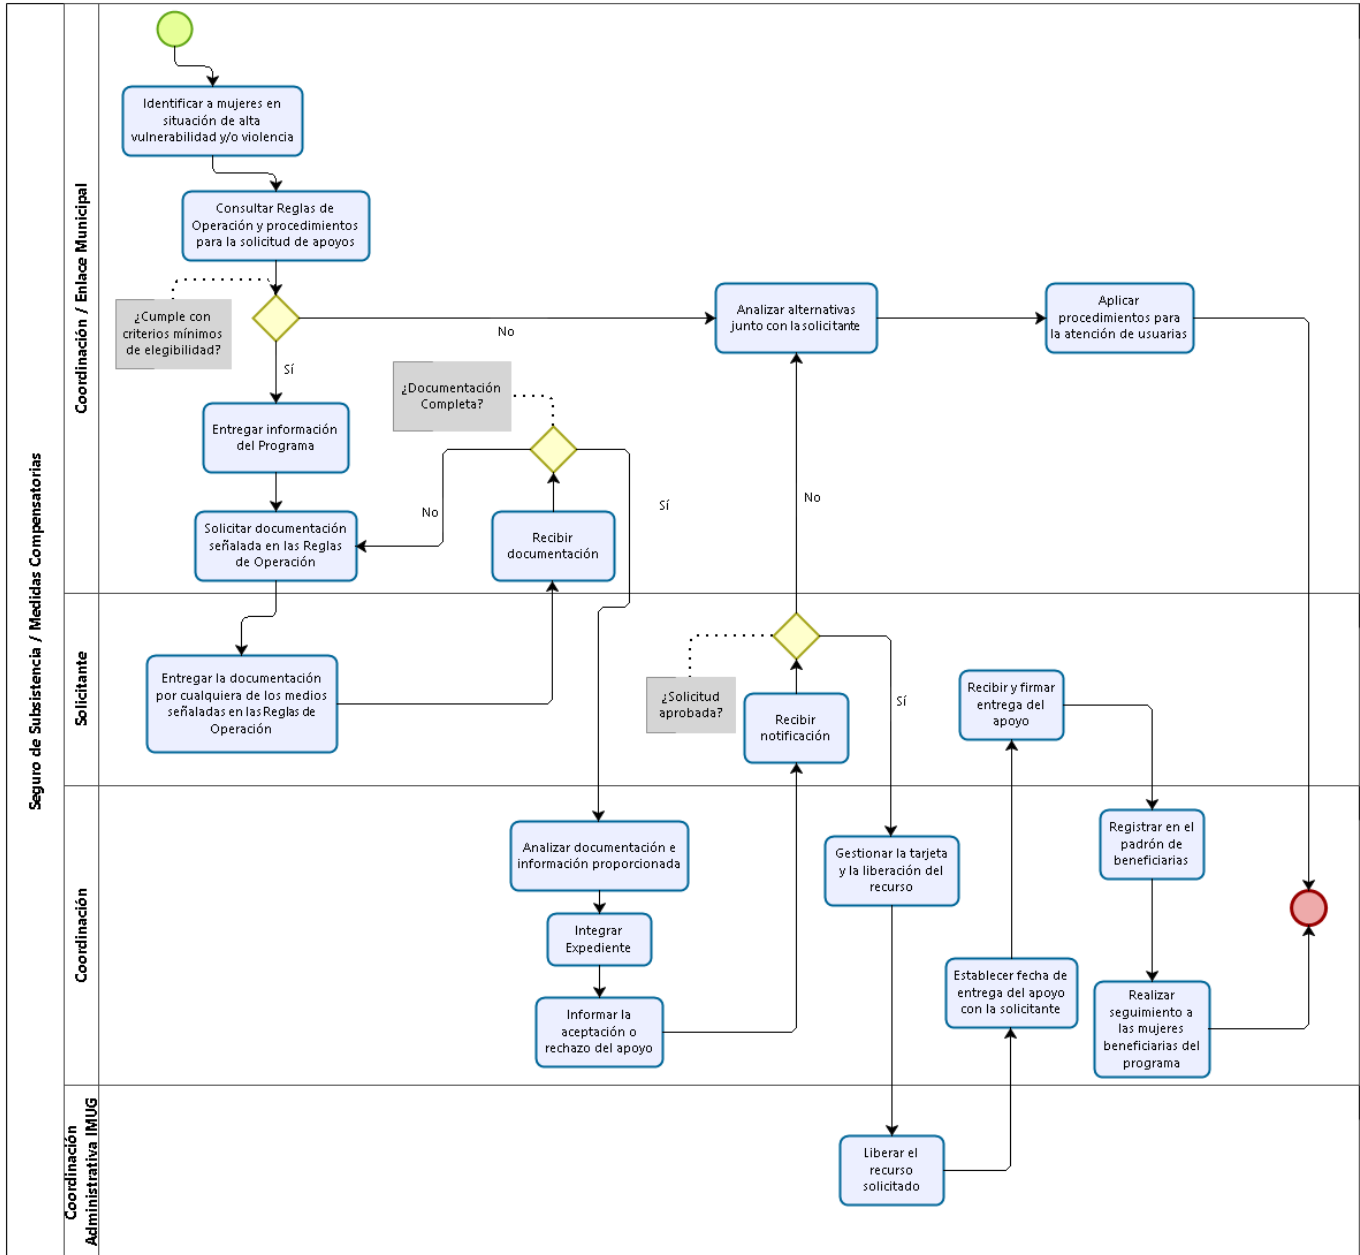 Seguro de Subsistencia / Medidas Compensatorias
Coordinación / Enlace Municipal
Identificar a mujeres en
situación de alta
vulnerabilidad y/o violencia
Consultar Reglas de
Operación y procedimientos
para la solicitud de apoyos
¿Cumple con
criterios mínimos
de elegibilidad?
No
Sí
Analizar alternativas
junto con la solicitante
Aplicar
procedimientos para
la atención de usuarias
Entregar información
del Programa
¿Documentación
Completa?
No
Sí
Solicitar documentación
señalada en las Reglas
de Operación
Recibir
documentación
No
Solicitante
Entregar la documentación
por cualquiera de los medios
señaladas en las Reglas de
Operación
¿Solicitud
aprobada?
Recibir
notificación
Sí
Recibir y firmar
entrega del
apoyo
Coordinación
Analizar documentación e
información proporcionada
Integrar
Expediente
Informar la
aceptación o
rechazo del apoyo
Gestionar la tarjeta
y la liberación del
recurso
Establecer fecha de
entrega del apoyo
con la solicitante
Registrar en el
padrón de
beneficiarias
Realizar
seguimiento a
las mujeres
beneficiarias del
programa
Coordinación
Administrativa IMUG
Liberar el
recurso
solicitado